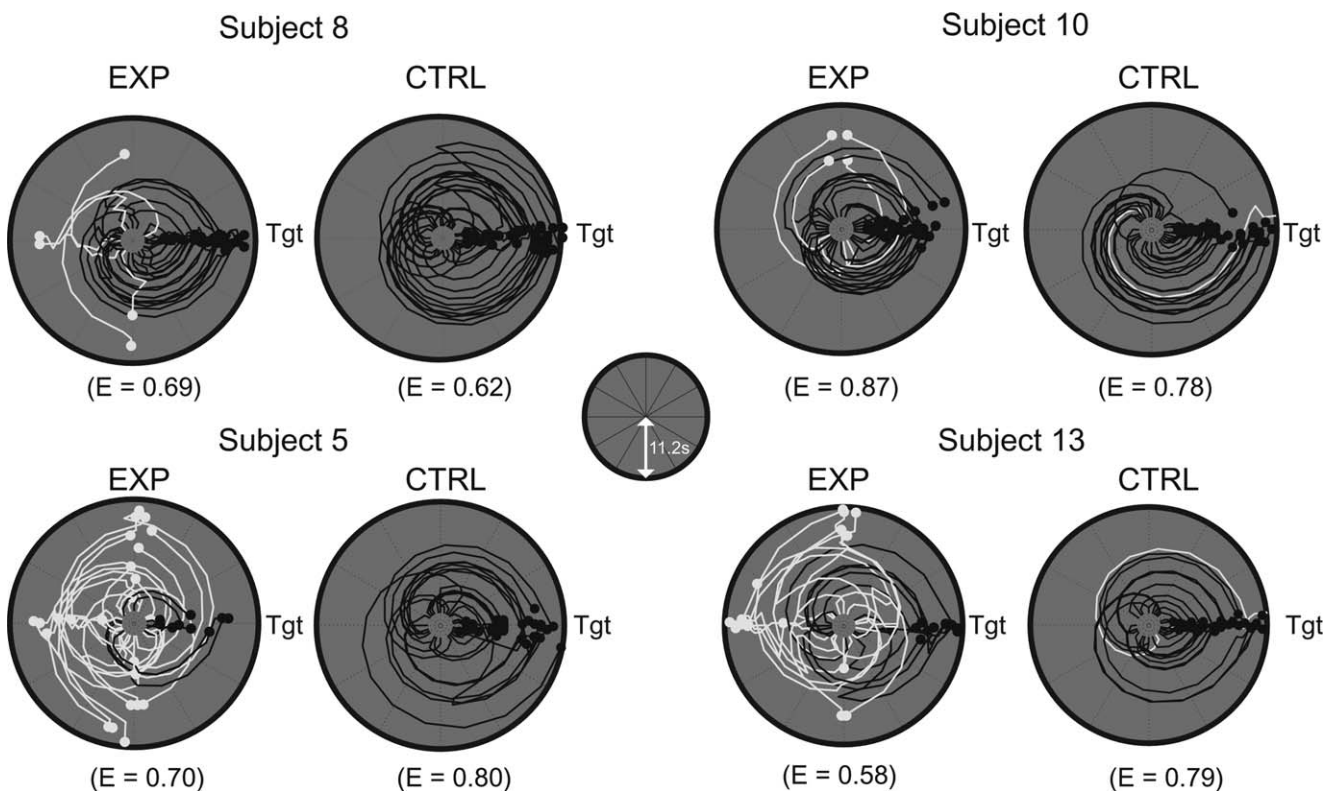 Subject 8
Subject 10
EXP
CTRL
EXP
CTRL
Tgt
Tgt
Tgt
Tgt
(E = 0.69)
(E = 0.62)
(E = 0.87)
(E = 0.78)
11.2s
Subject 5
Subject 13
EXP
CTRL
EXP
CTRL
Tgt
Tgt
Tgt
Tgt
(E = 0.70)
(E = 0.80)
(E = 0.58)
(E = 0.79)